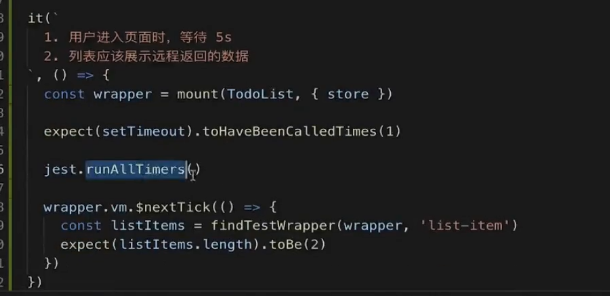 it(`
1. 用户进入页面时，等待 5s
2. 列表应该展示远程返回的数据
`, () => {
const wrapper = mount(TodoList, { store })
expect(setTimeout).toHaveBeenCalledTimes(1)
jest.runAllTimers()
wrapper.vm.$nextTick(() => {
const listItems = findTestWrapper(wrapper, 'list-item')
expect(listItems.length).toBe(2)
})
})